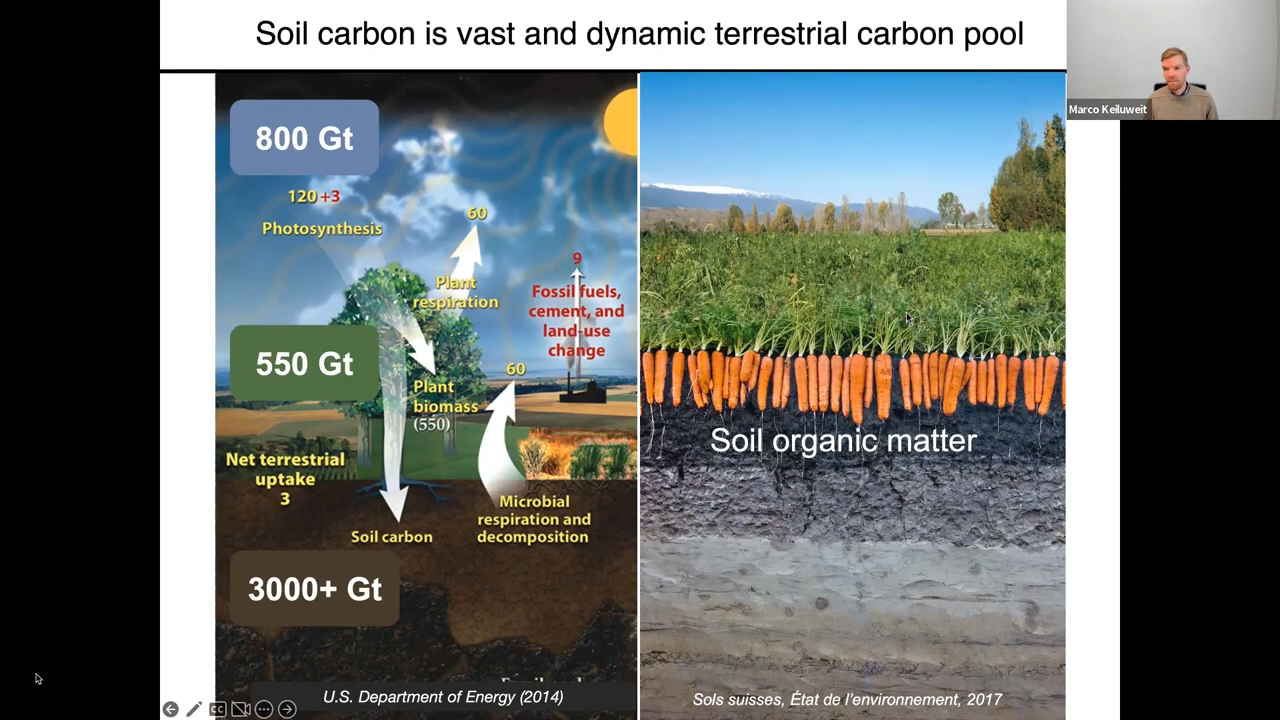 Soil carbon is vast and dynamic terrestrial carbon pool
Marco Keiluweit
800 Gt
120 +3
Photosynthesis
60
Plant
respiration
9
Fossil fuels,
cement, and
land-use
change
550 Gt
Plant
biomass
(550)
60
Net terrestrial
uptake
3
Soil carbon
Microbial
respiration and
decomposition
3000+ Gt
U.S. Department of Energy (2014)
Soil organic matter
Sols suisses, État de l'environnement, 2017
CC